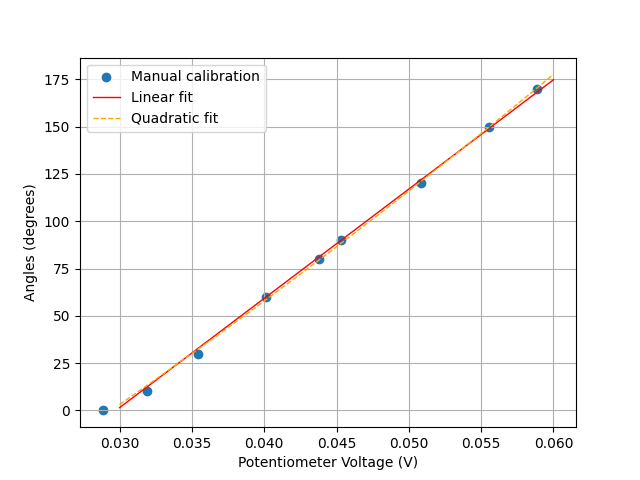 Manual calibration
Linear fit
Quadratic fit
175
150
125
100
75
50
25
0
Angles (degrees)
0.030 0.035 0.040 0.045 0.050 0.055 0.060
Potentiometer Voltage (V)